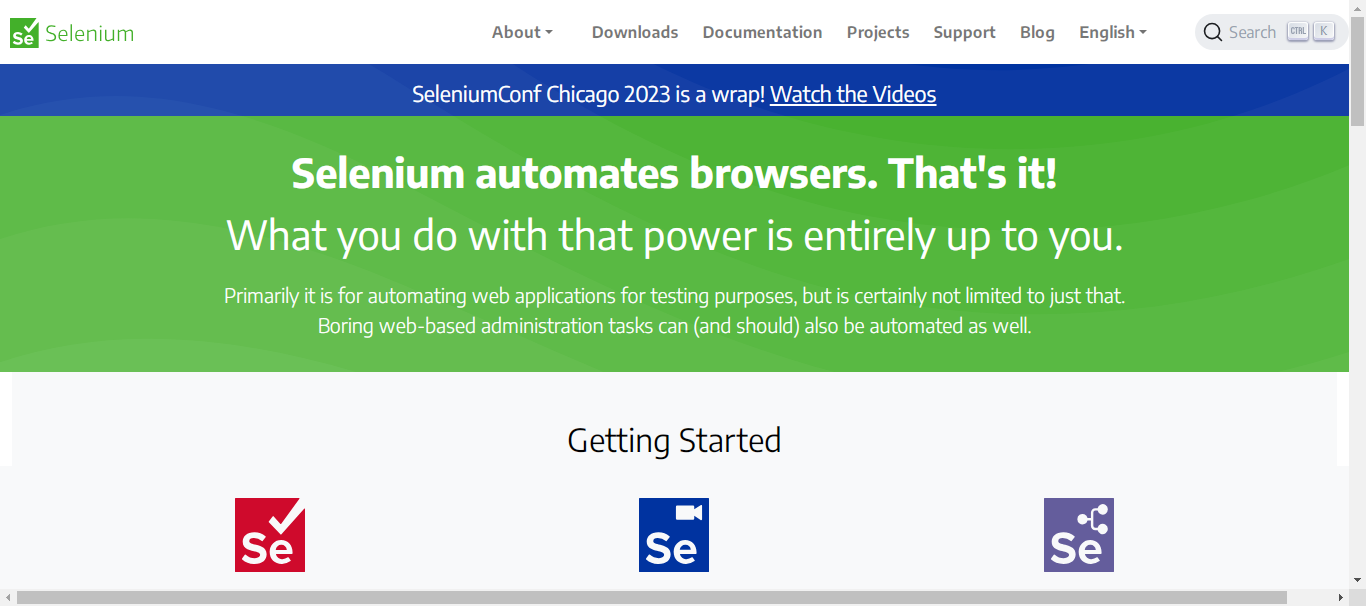 Se Selenium
About
Downloads
Documentation
Projects
Support
Blog
English
Search
CTRL
K
SeleniumConf Chicago 2023 is a wrap! Watch the Videos
Selenium automates browsers. That's it!
What you do with that power is entirely up to you.
Primarily it is for automating web applications for testing purposes, but is certainly not limited to just that.
Boring web-based administration tasks can (and should) also be automated as well.
Getting Started
Se
Se
Se